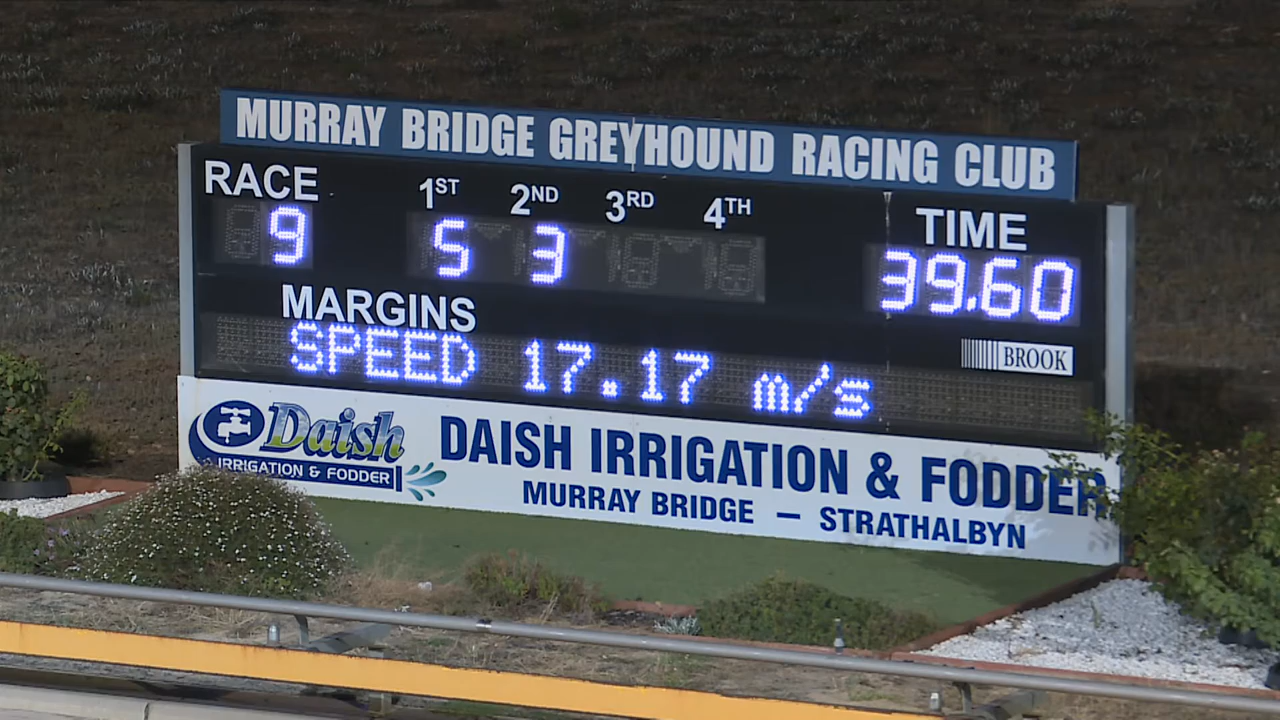 MURRAY BRIDGE GREYHOUND RACING CLUB
RACE 1ST 2ND 3RD 4TH TIME
9 5 3 39.60
MARGINS
BROOK
SPEED 17.17 m/s
Daish
IRRIGATION & FODDER
DAISH IRRIGATION & FODDER
MURRAY BRIDGE – STRATHALBYN